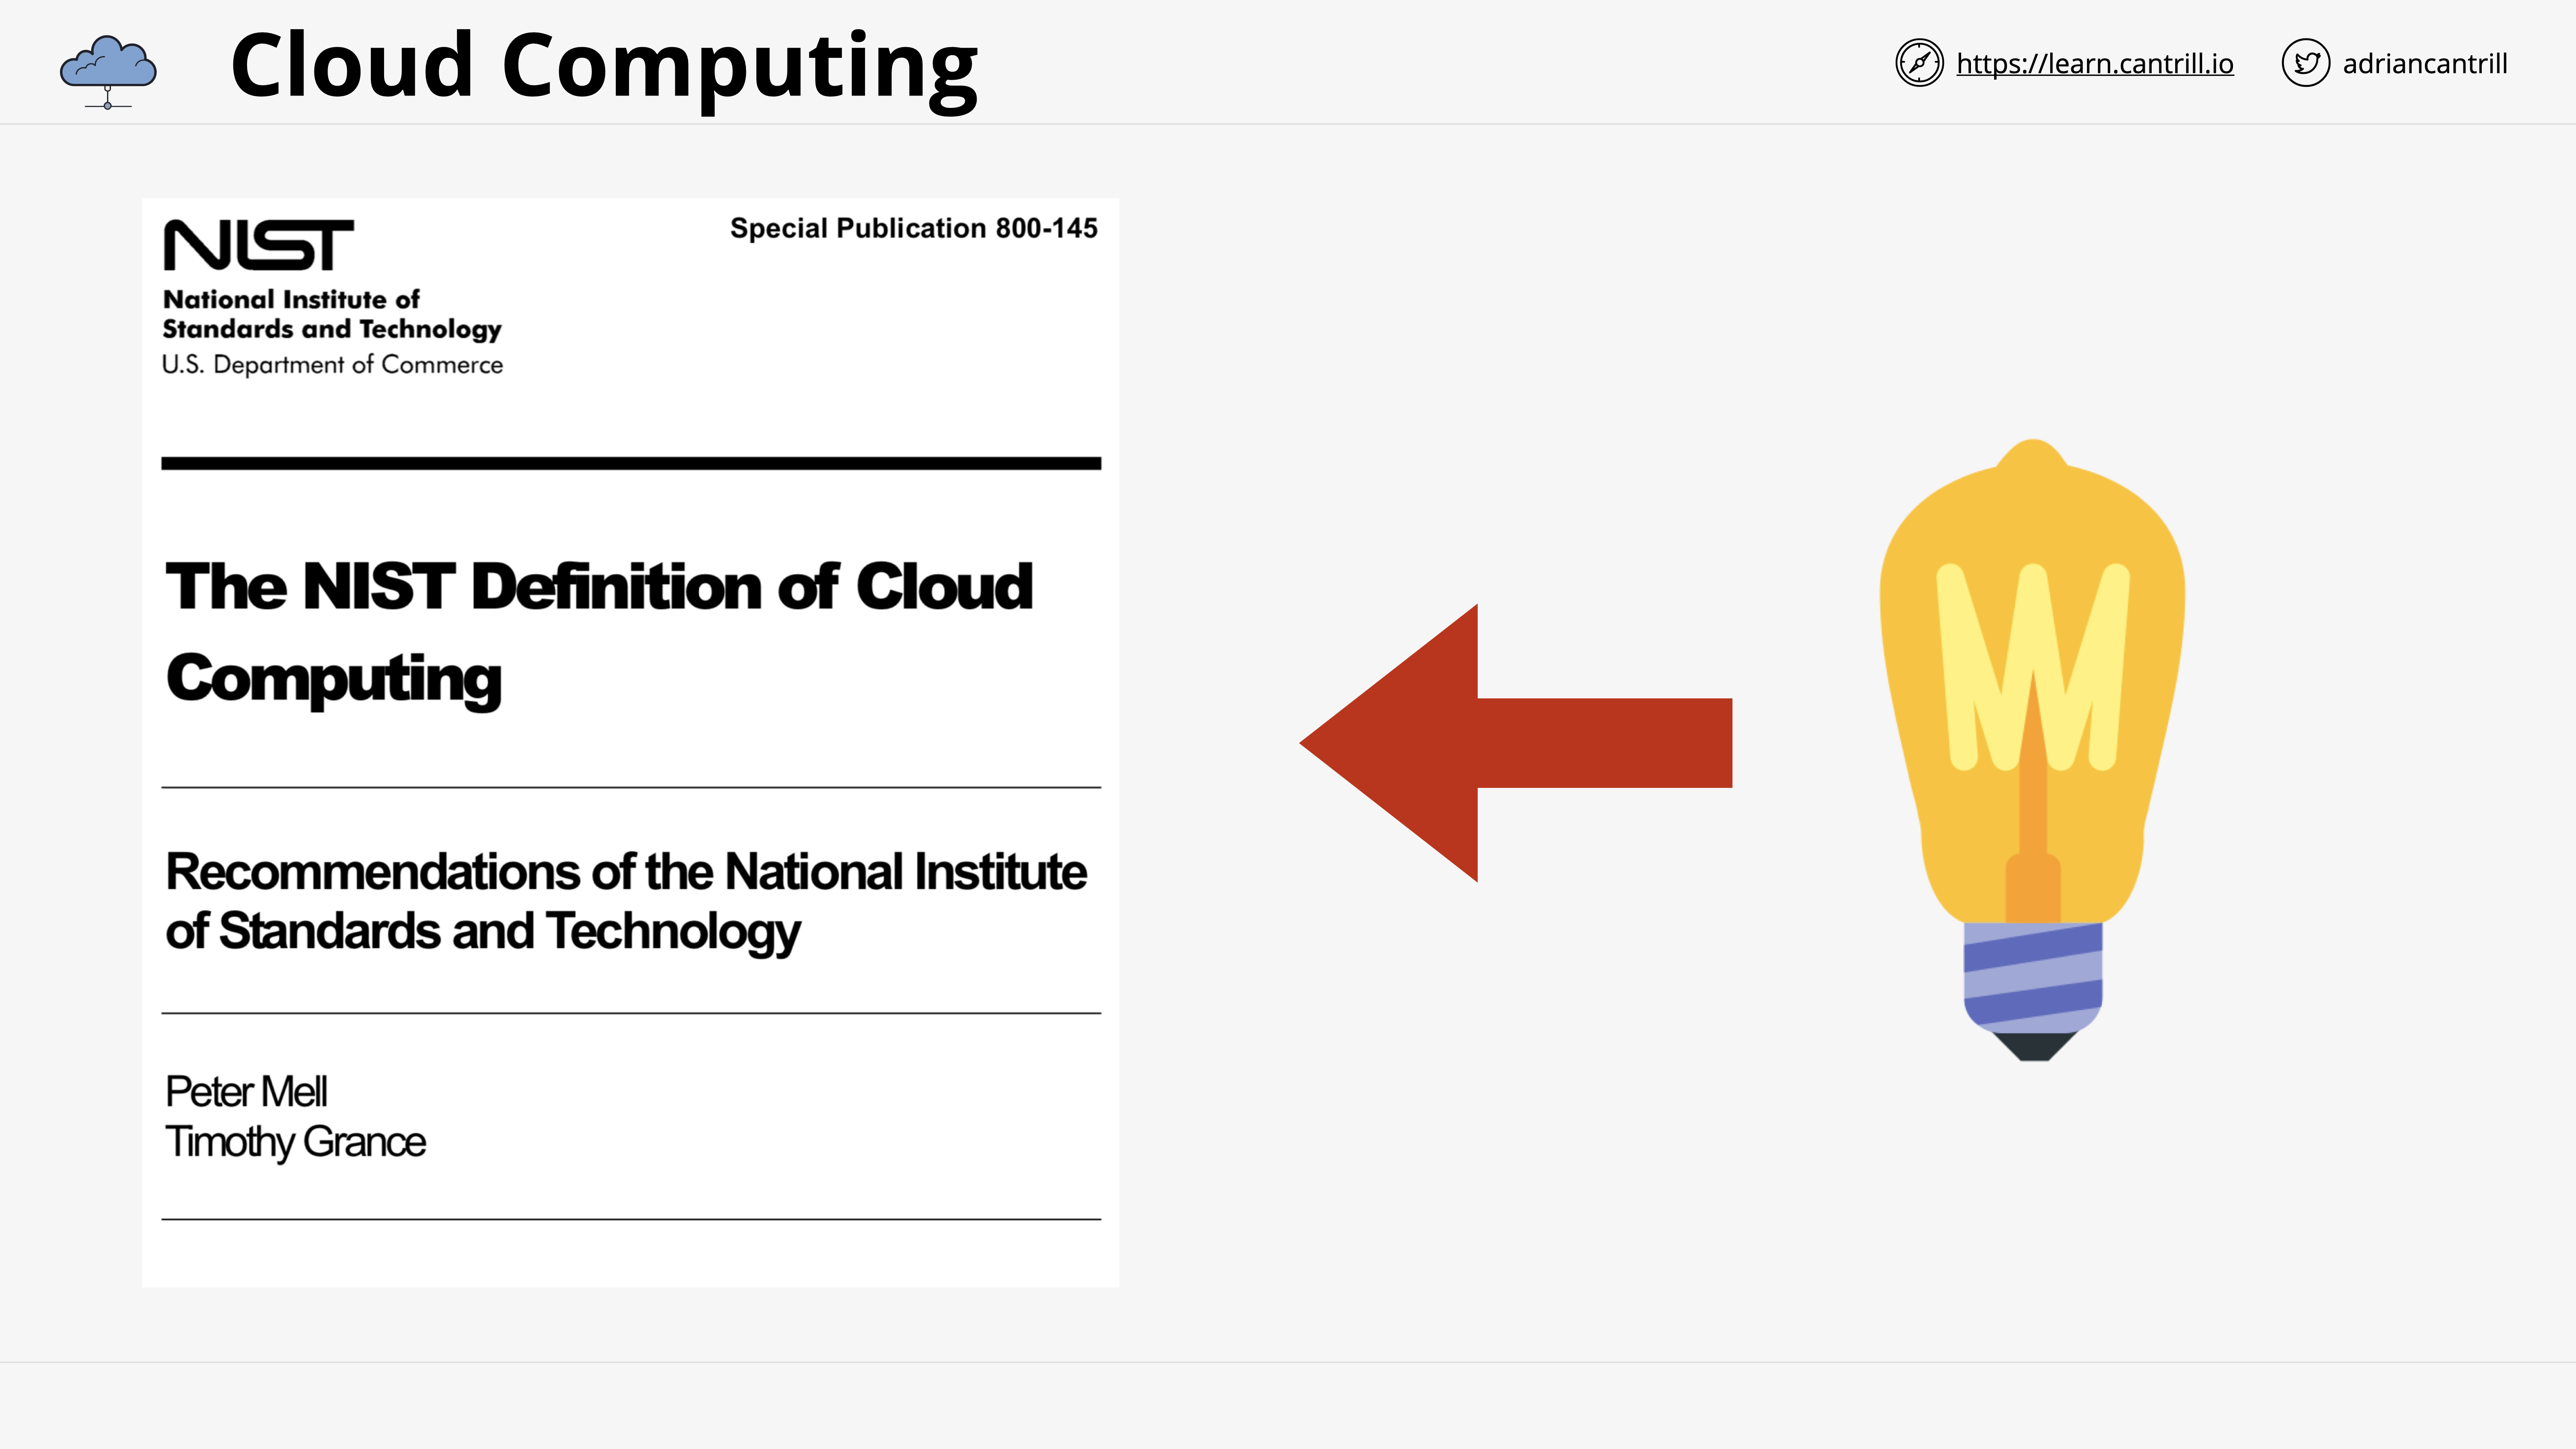 Cloud Computing
https://learn.cantrill.io
adriancantrill
NIST
Special Publication 800-145
National Institute of
Standards and Technology
U.S. Department of Commerce
The NIST Definition of Cloud
Computing
Recommendations of the National Institute
of Standards and Technology
Peter Mell
Timothy Grance